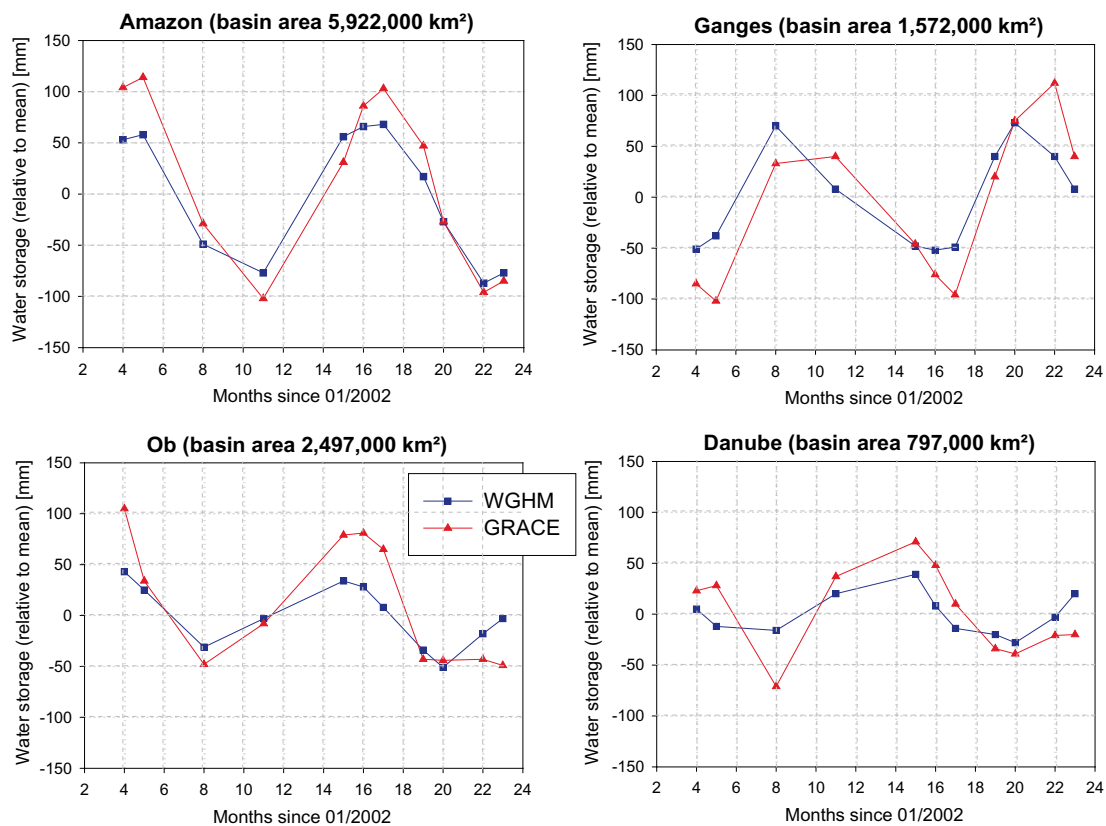 Amazon (basin area 5,922,000 km²)
Water storage (relative to mean) [mm]
150
100
50
0
-50
-100
-150
2 4 6 8 10 12 14 16 18 20 22 24
Months since 01/2002
Ganges (basin area 1,572,000 km²)
Water storage (relative to mean) [mm]
150
100
50
0
-50
-100
-150
2 4 6 8 10 12 14 16 18 20 22 24
Months since 01/2002
Ob (basin area 2,497,000 km²)
Water storage (relative to mean) [mm]
150
100
50
0
-50
-100
-150
2 4 6 8 10 12 14 16 18 20 22 24
Months since 01/2002
WGHM
GRACE
Danube (basin area 797,000 km²)
Water storage (relative to mean) [mm]
150
100
50
0
-50
-100
-150
2 4 6 8 10 12 14 16 18 20 22 24
Months since 01/2002